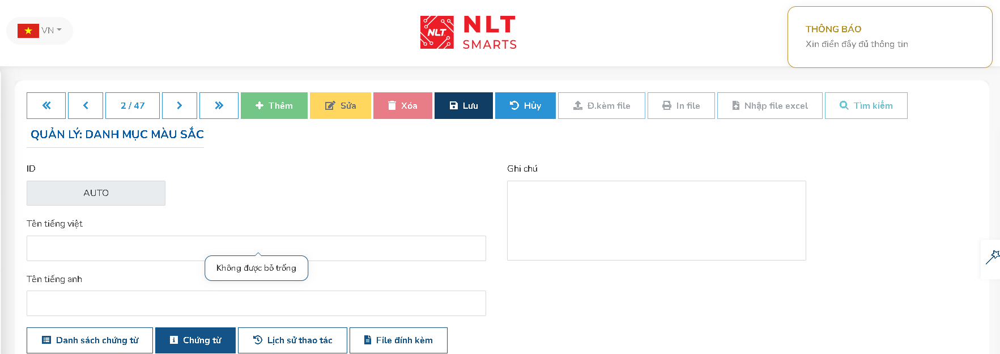 VN
NLT
NLT
SMARTS
THÔNG BÁO
Xin điền đầy đủ thông tin
2 / 47
Thêm
Sửa
Xóa
Lưu
Hủy
Đ.kèm file
In file
Nhập file excel
Tìm kiếm
QUẢN LÝ: DANH MỤC MÀU SẮC
ID
AUTO
Ghi chú
Tên tiếng việt
Không được bỏ trống
Tên tiếng anh
Danh sách chứng từ
Chứng từ
Lịch sử thao tác
File đính kèm